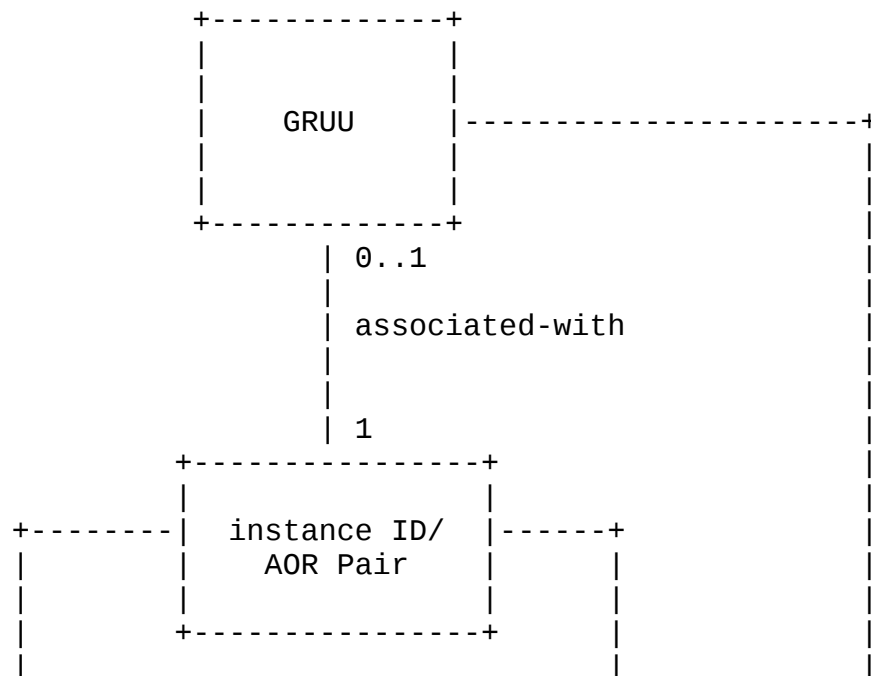 GRUU
0..1
associated-with
1
instance ID/
AOR Pair